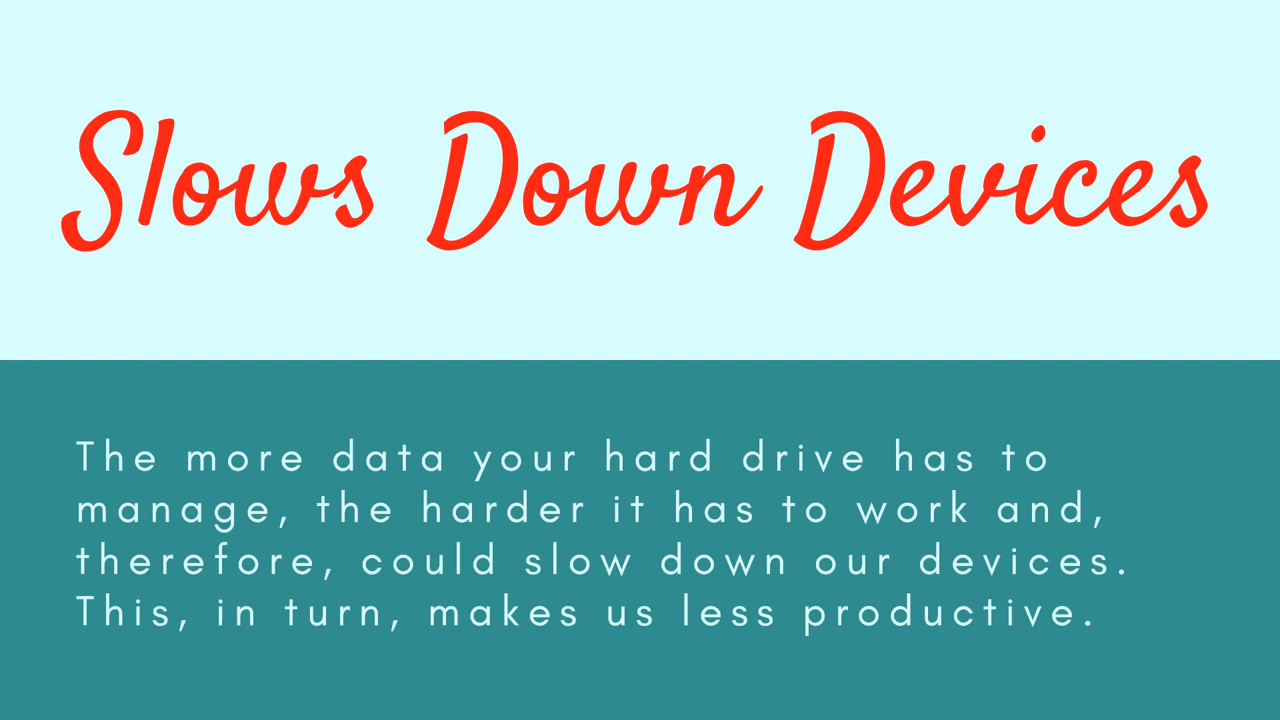 Slows Down Devices
The more data your hard drive has to
manage, the harder it has to work and,
therefore, could slow down our devices.
This, in turn, makes us less productive.